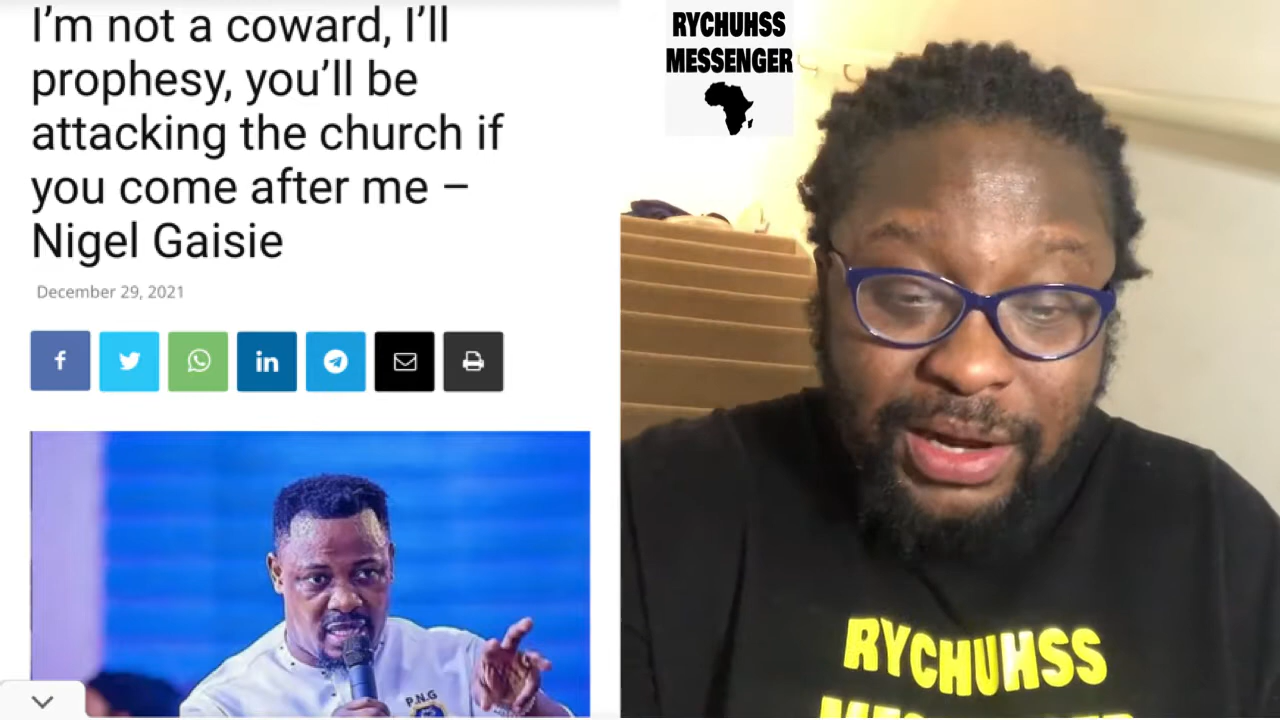 I'm not a coward, I'll
prophesy, you'll be
attacking the church if
you come after me –
Nigel Gaisie
December 29, 2021
f
in
P.N.G
RYCHUHSS
MESSENGER
RYCHUHSS